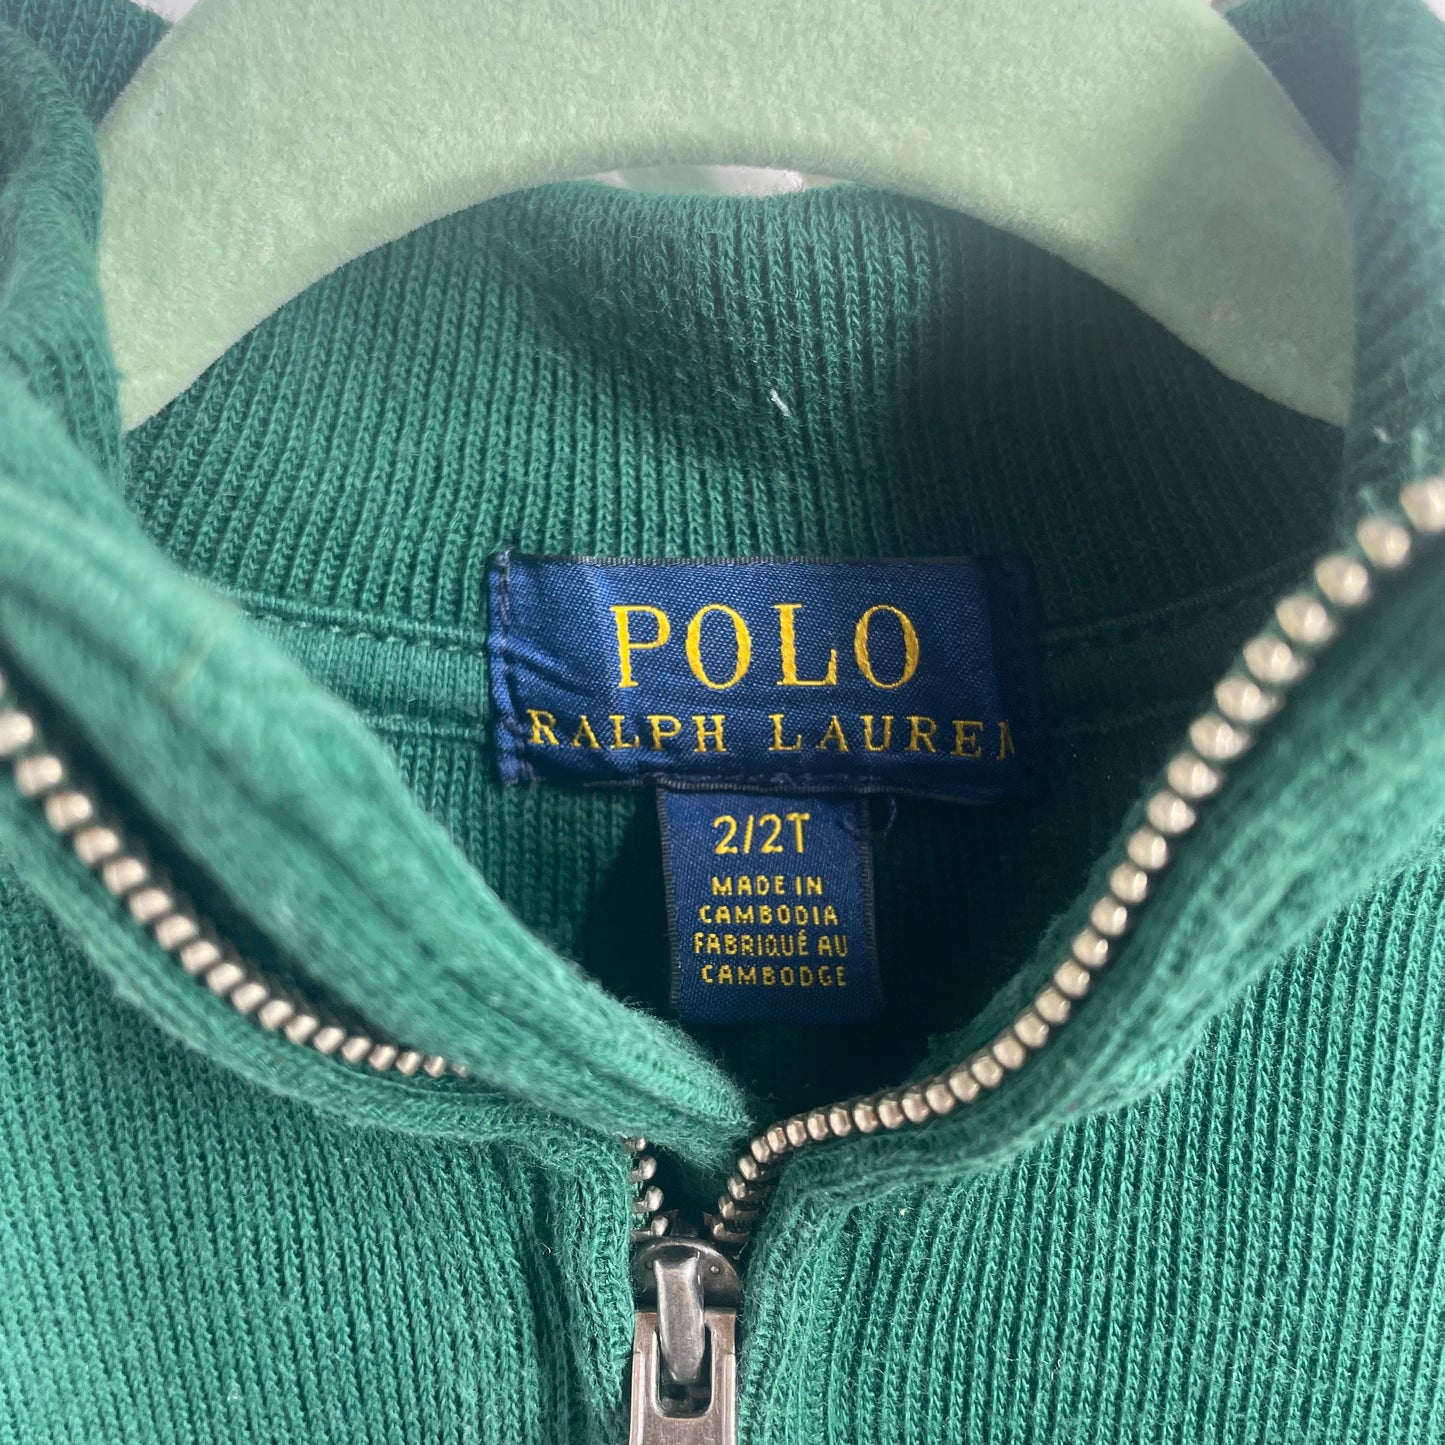 POLO
RALPH LAUREN
2/2T
MADE IN
CAMBODIA
FABRIQUÉ AU
CAMBODGE